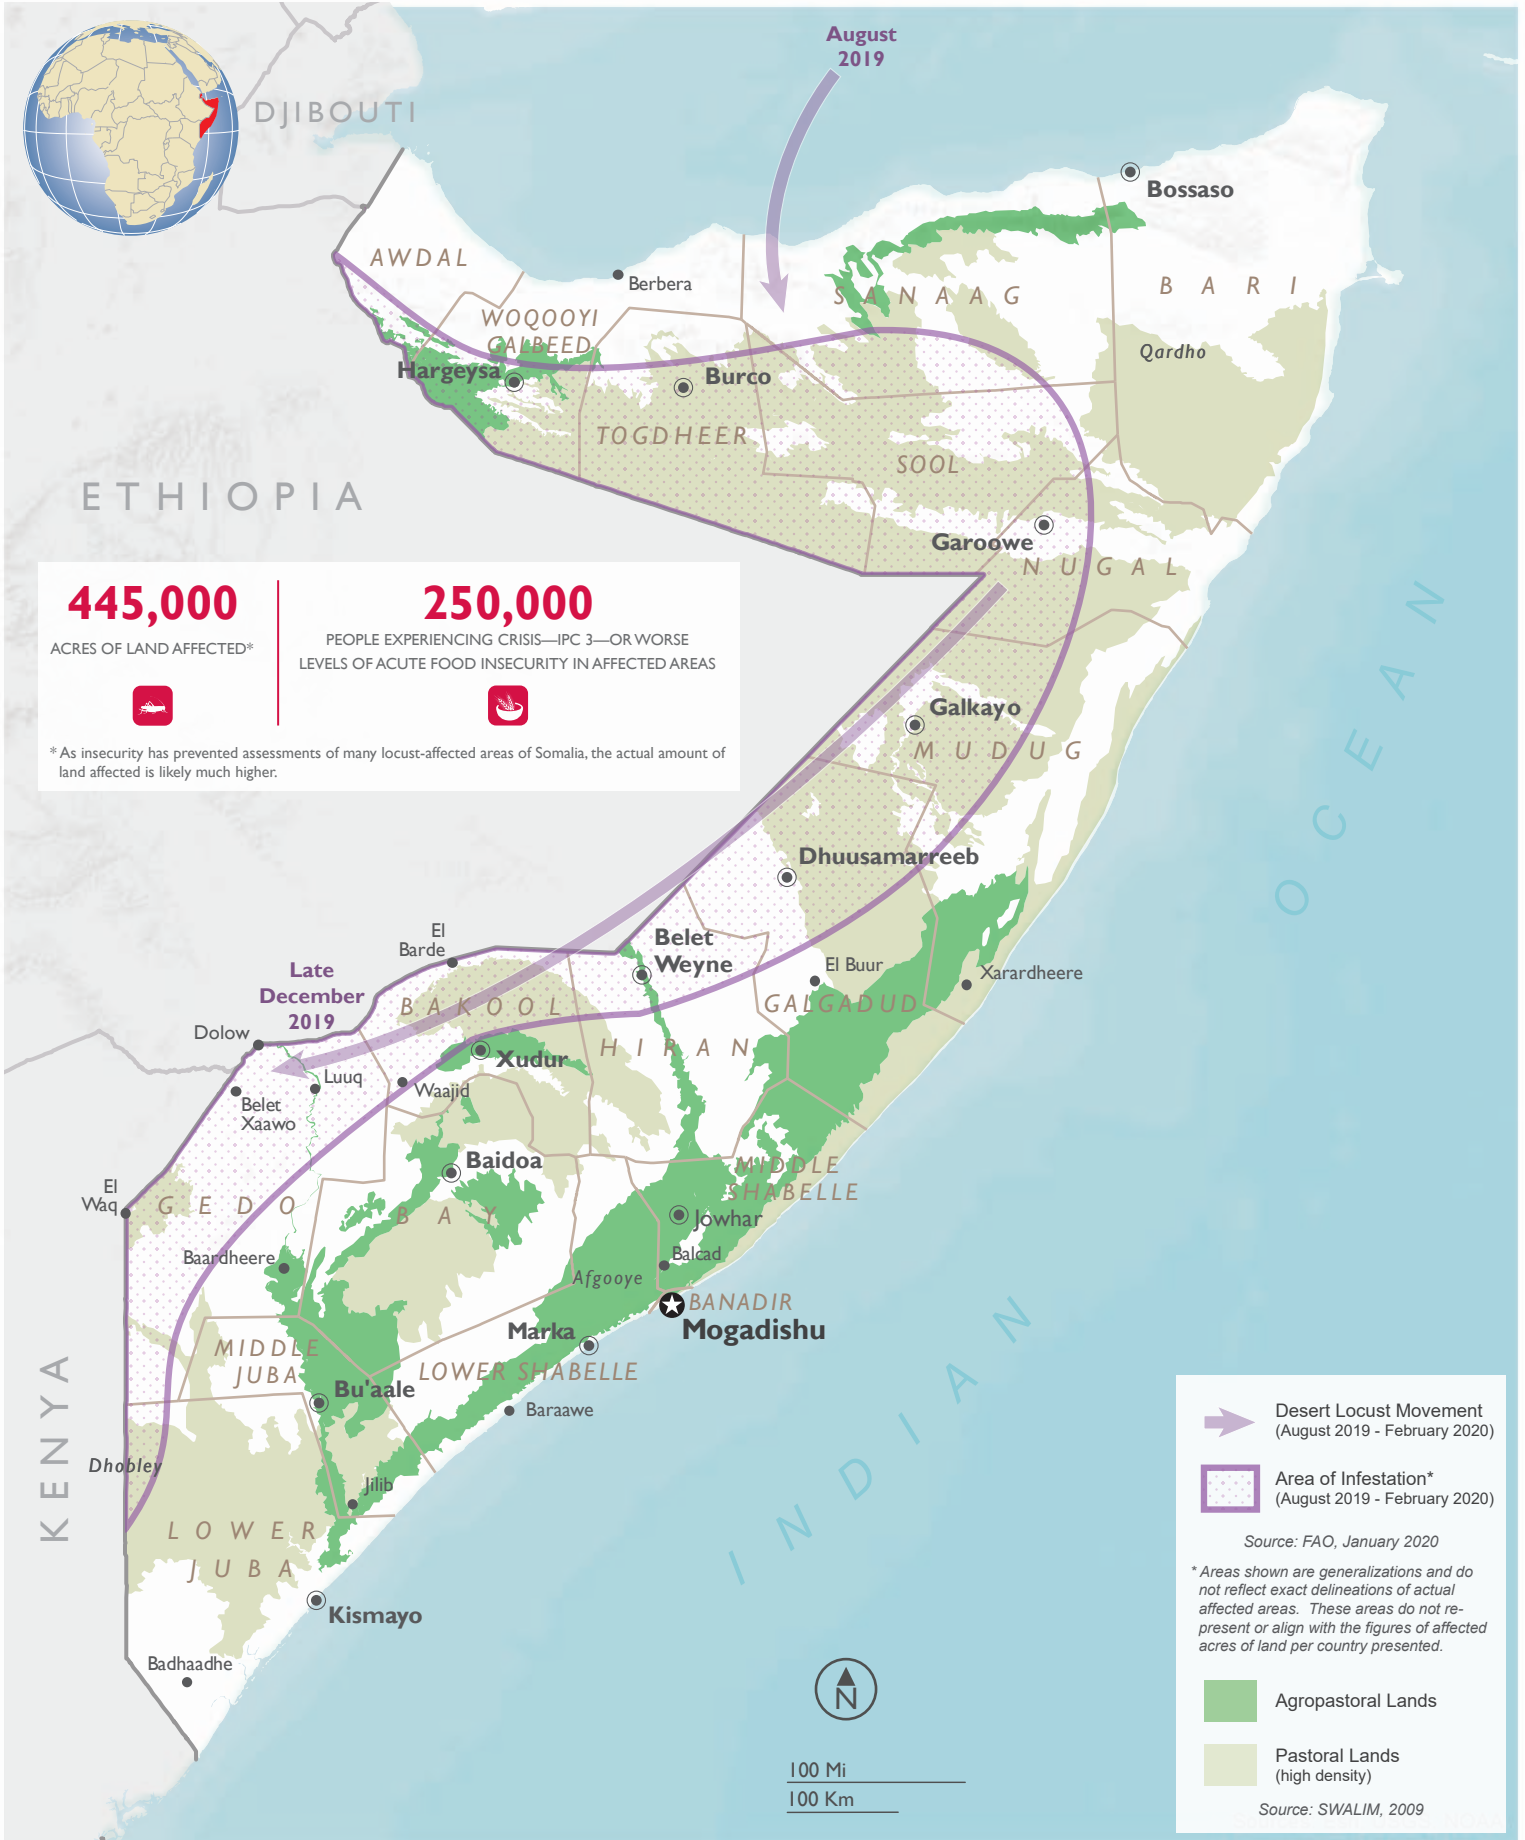 August
2019
DJIBOUTI
Bossaso
AWDAL
Berbera
SANAAG
BARI
WOQOOYI
GALBEED
Qardho
Hargeysa
Burco
TOGDHEER
SOOL
ETHIOPIA
Garoowe
NUGAL
445,000
ACRES OF LAND AFFECTED*
250,000
PEOPLE EXPERIENCING CRISIS—IPC 3—OR WORSE
LEVELS OF ACUTE FOOD INSECURITY IN AFFECTED AREAS
* As insecurity has prevented assessments of many locust-affected areas of Somalia, the actual amount of
land affected is likely much higher.
Galkayo
MUDUG
Dhuusamarreeb
El
Barde
Belet
Weyne
Late
December
2019
El Buur
Xarardheere
BAKOOL
GALGADUD
Dolow
HIRAN
Xudur
Luuq
Waajid
Belet
Xaawo
Baidoa
MIDDLE
SHABELLE
El
Waq
GEDO
BAY
Jowhar
Baardheere
Balcad
Afgooye
BANADIR
Mogadishu
Marka
MIDDLE
JUBA
LOWER SHABELLE
Bu'aale
Baraawe
KENYA
Dhobley
Jilib
LOWER
JUBA
Kismayo
Badhaadhe
INDIAN OCEAN
N
100 Mi
100 Km
Desert Locust Movement
(August 2019 - February 2020)
Area of Infestation*
(August 2019 - February 2020)
Source: FAO, January 2020
* Areas shown are generalizations and do
not reflect exact delineations of actual
affected areas. These areas do not re-
present or align with the figures of affected
acres of land per country presented.
Agropastoral Lands
Pastoral Lands
(high density)
Source: SWALIM, 2009